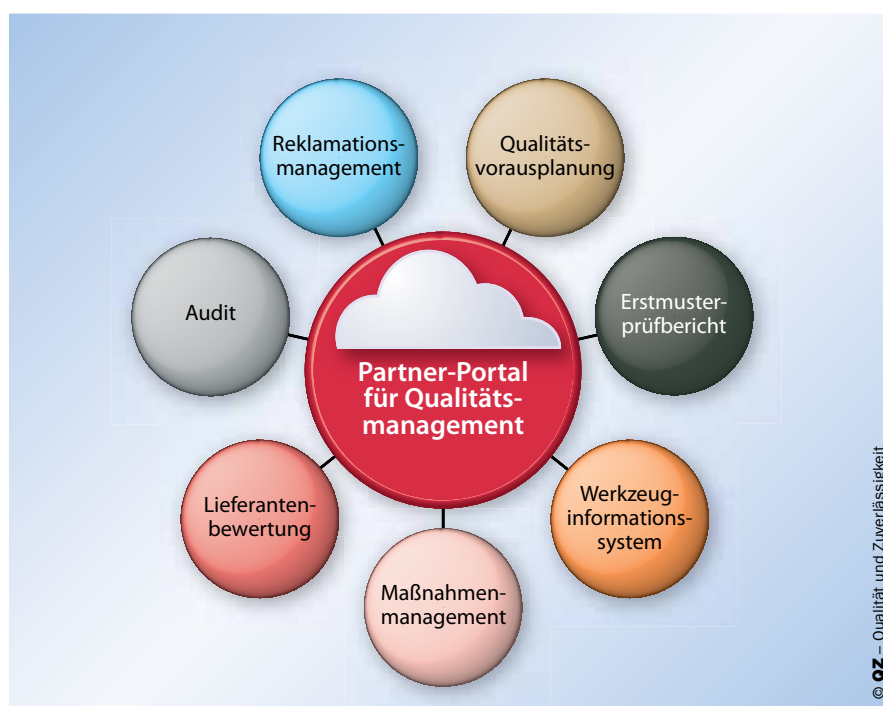 Reklamations-
management
Qualitäts-
vorausplanung
Audit
Erstmuster-
prüfbericht
Partner-Portal
für Qualitäts-
management
Lieferanten-
bewertung
Werkzeug-
informations-
system
Maßnahmen-
management
© QZ – Qualität und Zuverlässigkeit